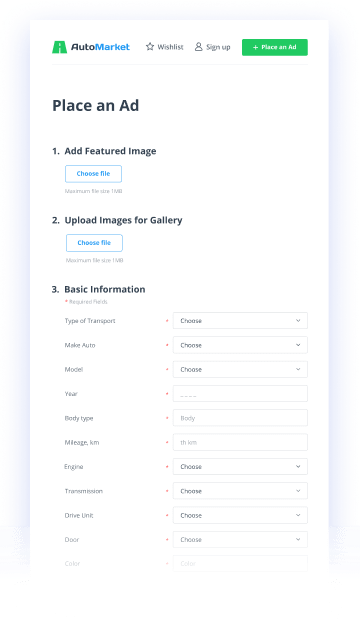 AutoMarket
Wishlist
Sign up
+ Place an Ad
Place an Ad
1. Add Featured Image
Choose file
Maximum file size 1MB
2. Upload Images for Gallery
Choose file
Maximum file size 1MB
3. Basic Information
* Required Fields
Type of Transport * Choose
Make Auto * Choose
Model * Choose
Year * _ _ _ _
Body type * Body
Mileage, km * th km
Engine * Choose
Transmission * Choose
Drive Unit * Choose
Door * Choose
Color * Color